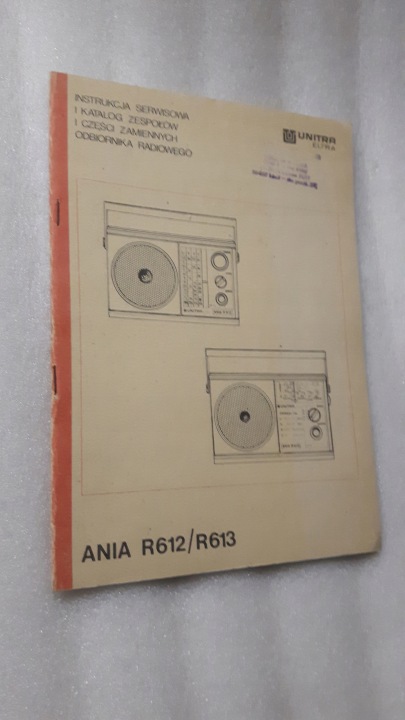 INSTRUKCJA SERWISOWA
I KATALOG ZESPOŁÓW
I CZĘŚCI ZAMIENNYCH
ODBIORNIKA RADIOWEGO
UNITRA
ELTRA
ANIA R612/R613